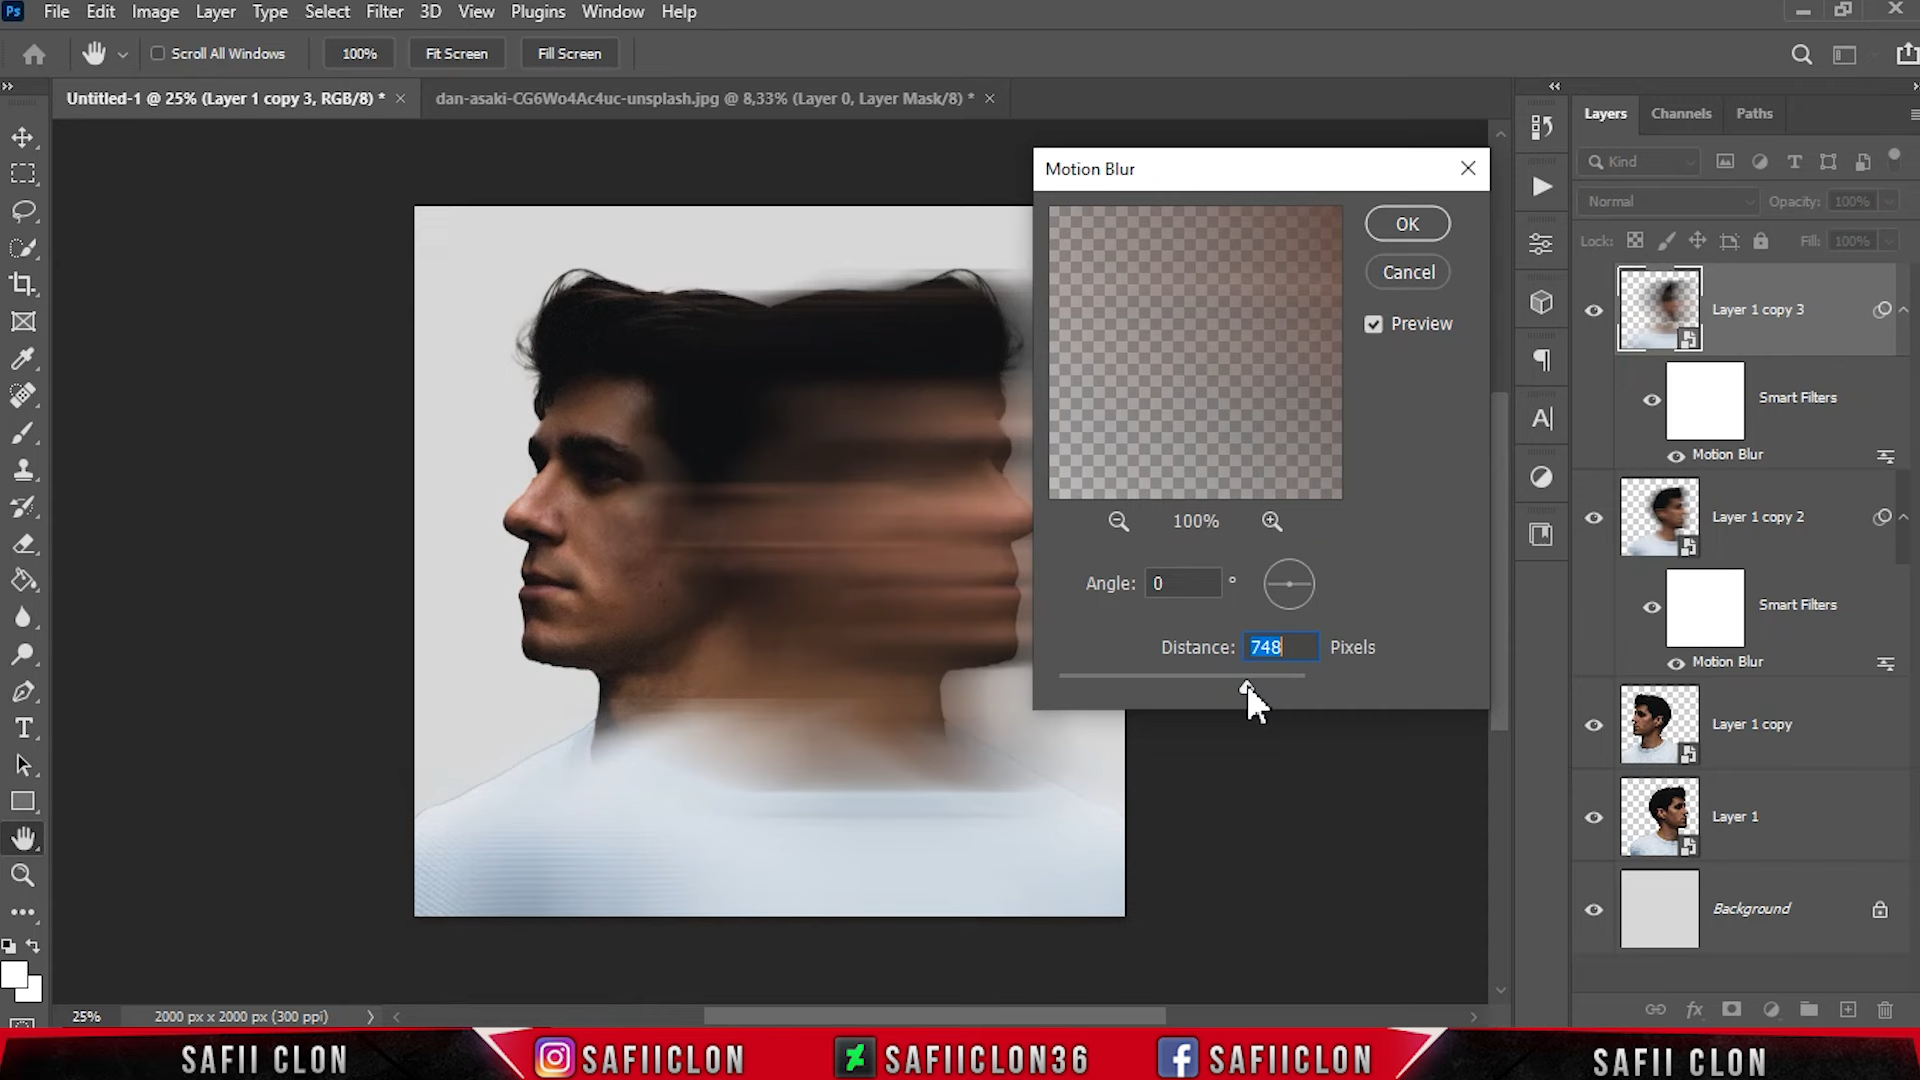 Ps File Edit Image Layer Type Select Filter 3D View Plugins Window Help
Scroll All Windows 100% Fit Screen Fill Screen
Untitled-1 @ 25% (Layer 1 copy 3, RGB/8) *
dan-asaki-CG6Wo4Ac4uc-unsplash.jpg @ 8,33% (Layer 0, Layer Mask/8) *
Motion Blur
OK
Cancel
Preview
100%
Angle: 0 °
Distance: 748 Pixels
Layers Channels Paths
Kind
Normal Opacity: 100%
Lock: Fill: 100%
Layer 1 copy 3
Smart Filters
Motion Blur
Layer 1 copy 2
Smart Filters
Motion Blur
Layer 1 copy
Layer 1
Background
25% 2000 px x 2000 px (300 ppi)
SAFII CLON SAFIICLON SAFIICLON36 SAFIICLON SAFII CLON